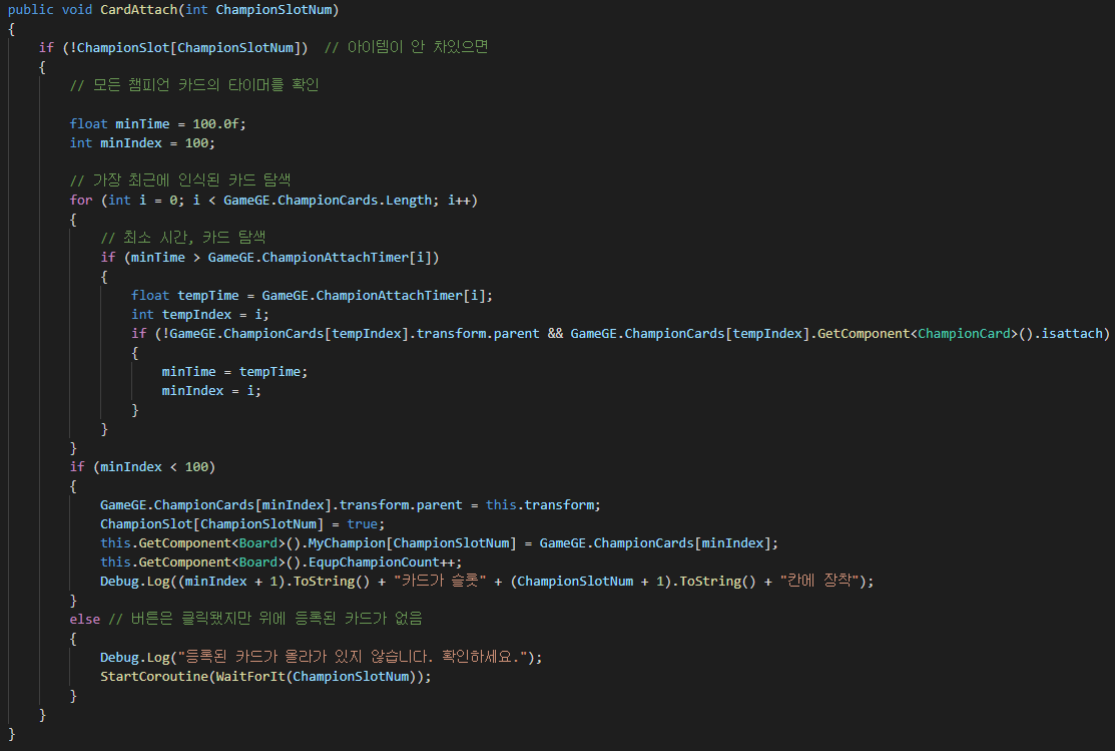 public void CardAttach(int ChampionSlotNum)
{
if (!ChampionSlot[ChampionSlotNum])  // 아이템이 안 차있으면
{
// 모든 챔피언 카드의 타이머를 확인
float minTime = 100.0f;
int minIndex = 100;
// 가장 최근에 인식된 카드 탐색
for (int i = 0; i < GameGE.ChampionCards.Length; i++)
{
// 최소 시간, 카드 탐색
if (minTime > GameGE.ChampionAttachTimer[i])
{
float tempTime = GameGE.ChampionAttachTimer[i];
int tempIndex = i;
if (!GameGE.ChampionCards[tempIndex].transform.parent && GameGE.ChampionCards[tempIndex].GetComponent<ChampionCard>().isattach)
{
minTime = tempTime;
minIndex = i;
}
}
}
if (minIndex < 100)
{
GameGE.ChampionCards[minIndex].transform.parent = this.transform;
ChampionSlot[ChampionSlotNum] = true;
this.GetComponent<Board>().MyChampion[ChampionSlotNum] = GameGE.ChampionCards[minIndex];
this.GetComponent<Board>().EqupChampionCount++;
Debug.Log((minIndex + 1).ToString() + "카드가 슬롯" + (ChampionSlotNum + 1).ToString() + "칸에 장착");
}
else // 버튼은 클릭됐지만 위에 등록된 카드가 없음
{
Debug.Log("등록된 카드가 올라가 있지 않습니다. 확인하세요.");
StartCoroutine(WaitForIt(ChampionSlotNum));
}
}
}